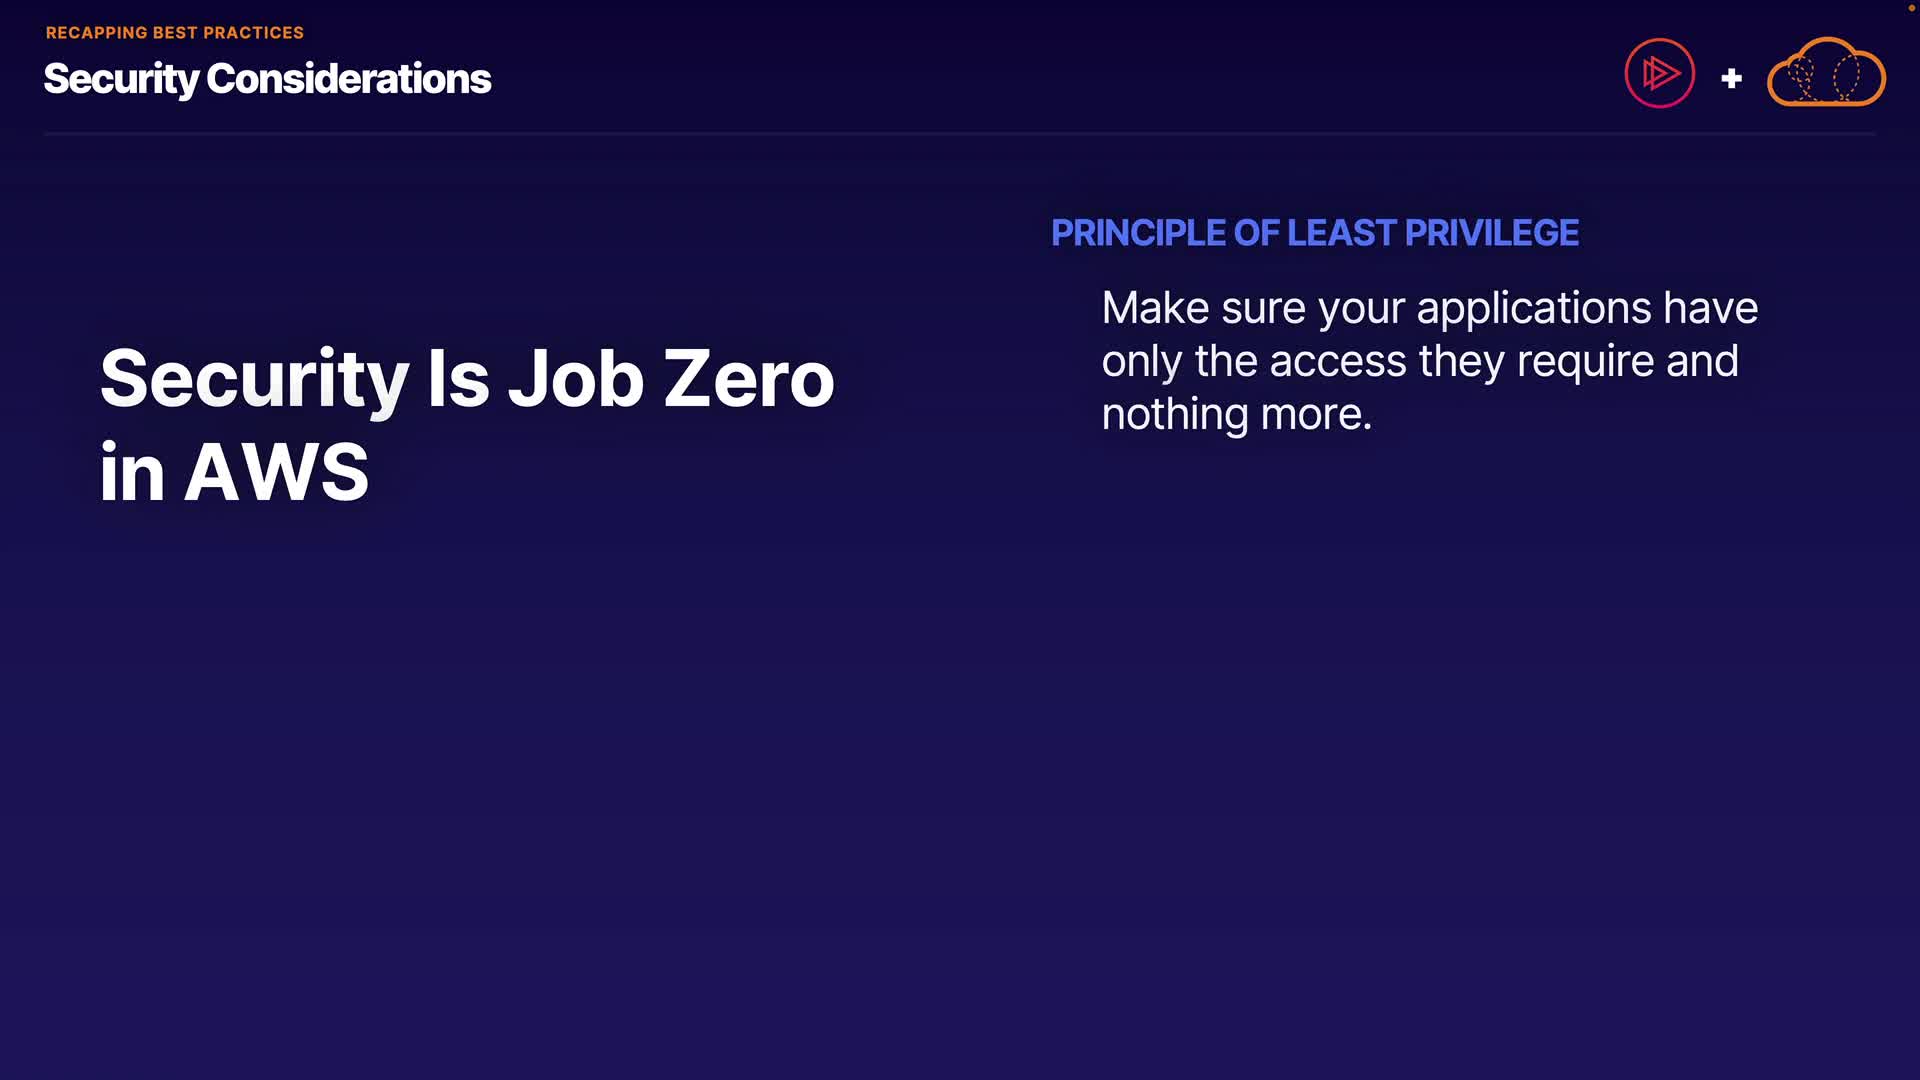 RECAPPING BEST PRACTICES
Security Considerations
+
Security Is Job Zero
in AWS
PRINCIPLE OF LEAST PRIVILEGE
Make sure your applications have
only the access they require and
nothing more.